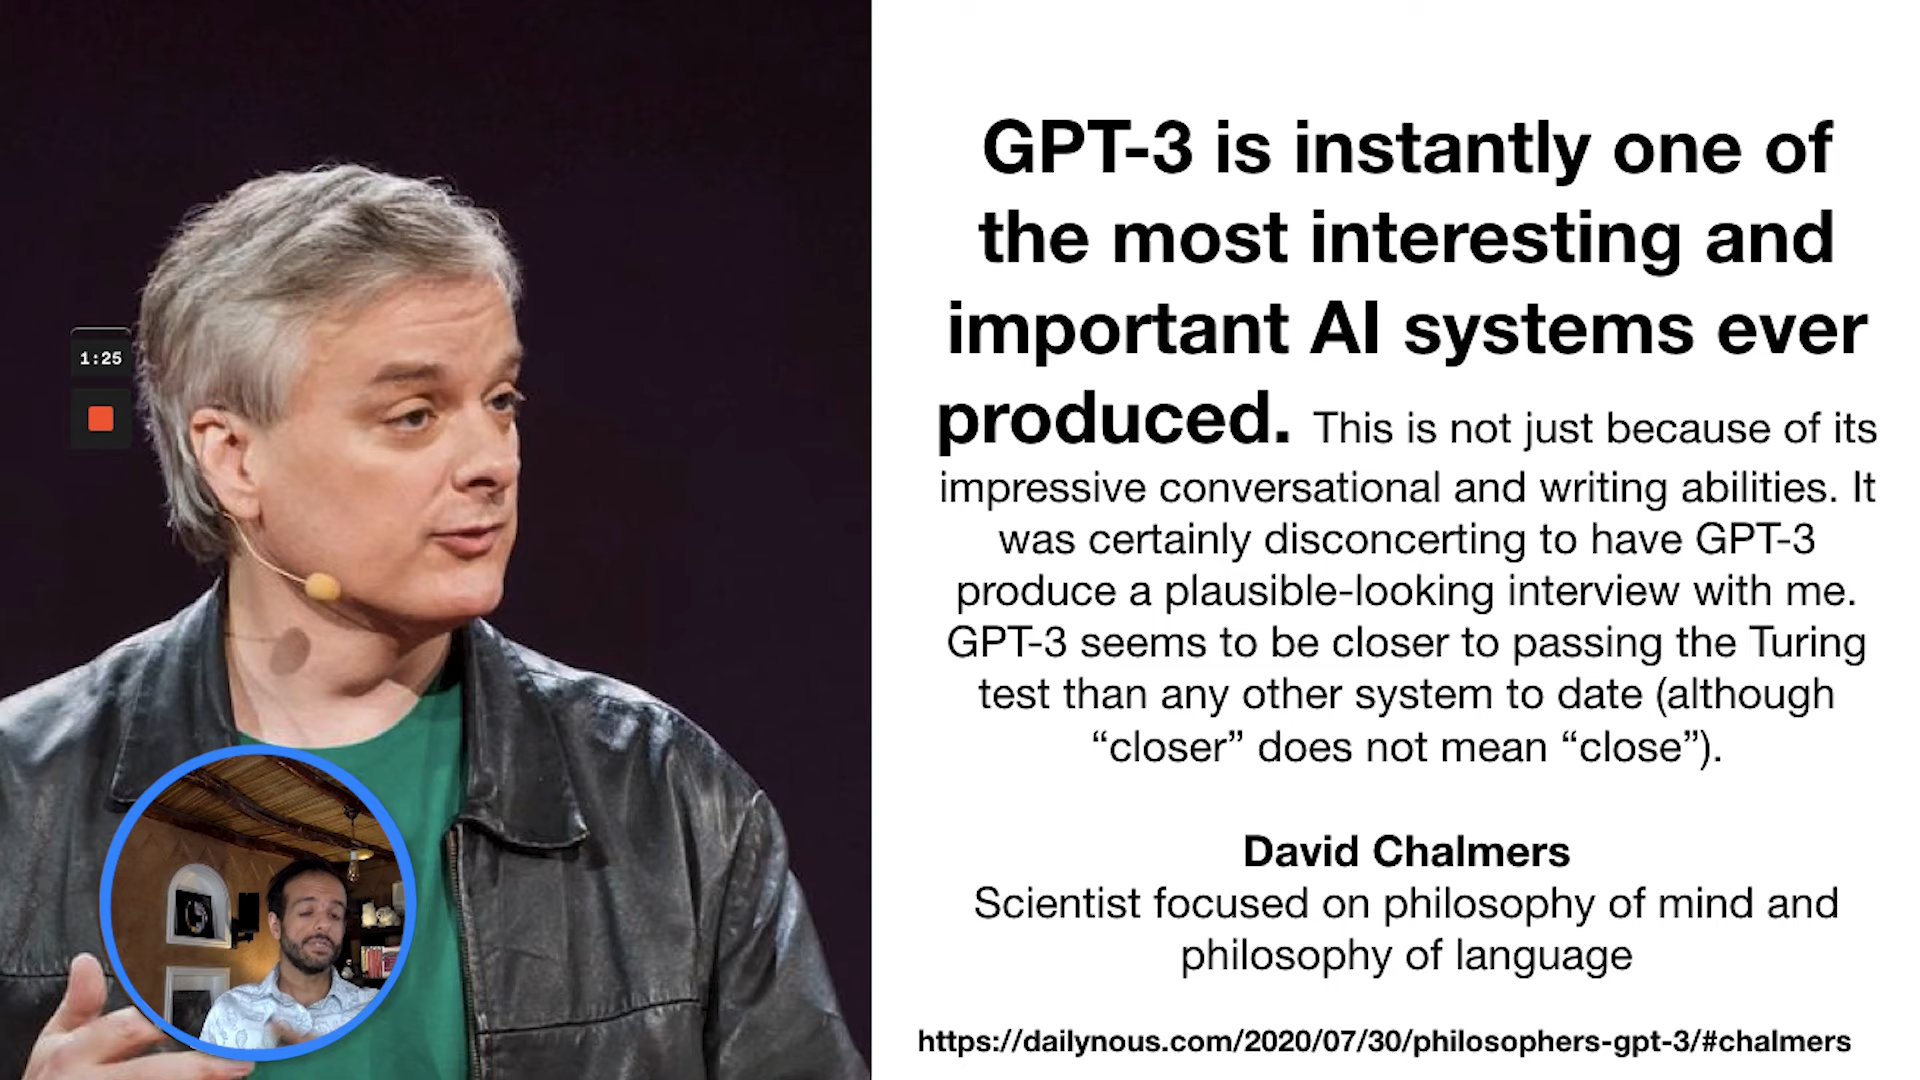 1:25
GPT-3 is instantly one of
the most interesting and
important AI systems ever
produced. This is not just because of its
impressive conversational and writing abilities. It
was certainly disconcerting to have GPT-3
produce a plausible-looking interview with me.
GPT-3 seems to be closer to passing the Turing
test than any other system to date (although
“closer” does not mean “close”).
David Chalmers
Scientist focused on philosophy of mind and
philosophy of language
https://dailynous.com/2020/07/30/philosophers-gpt-3/#chalmers